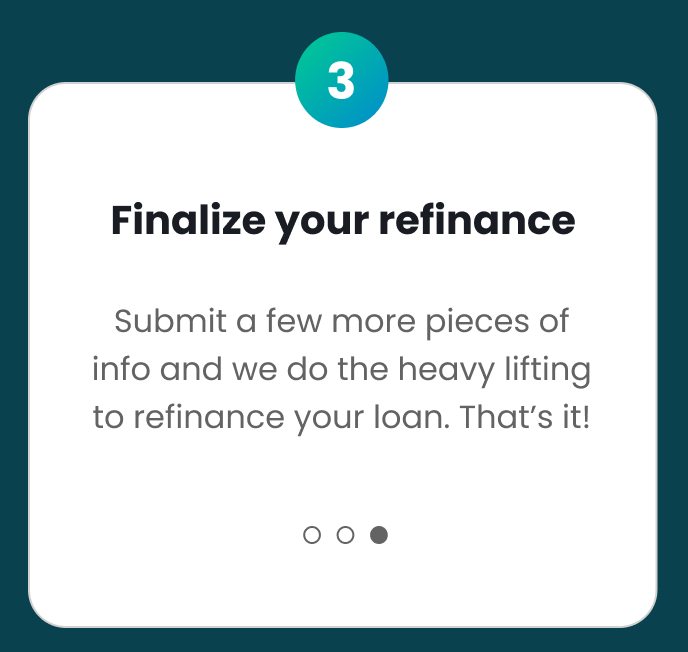 3
Finalize your refinance
Submit a few more pieces of
info and we do the heavy lifting
to refinance your loan. That’s it!